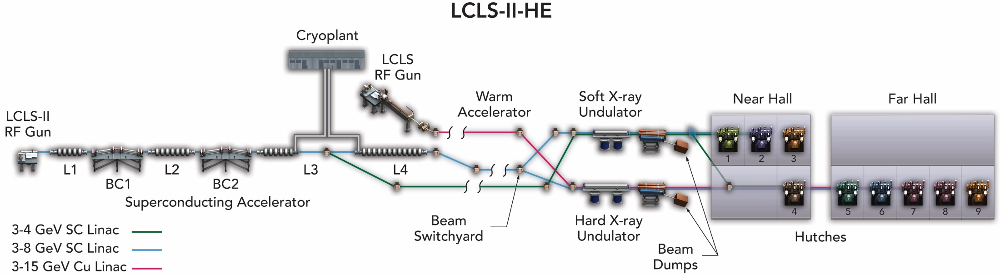 LCLS-II-HE
Cryoplant
LCLS
RF Gun
LCLS-II
RF Gun
Warm
Accelerator
Soft X-ray
Undulator
Near Hall
Far Hall
1
2
3
L1
L2
L3
L4
BC1
BC2
Superconducting Accelerator
4
5
6
7
8
9
Beam
Switchyard
Hard X-ray
Undulator
Hutches
Beam
Dumps
3-4 GeV SC Linac
3-8 GeV SC Linac
3-15 GeV Cu Linac